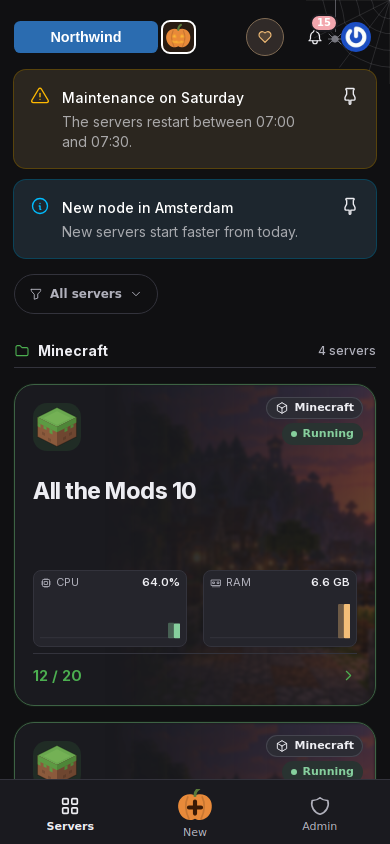 Northwind
15
Maintenance on Saturday
The servers restart between 07:00
and 07:30.
New node in Amsterdam
New servers start faster from today.
All servers
Minecraft
4 servers
Minecraft
Running
All the Mods 10
CPU
64.0%
RAM
6.6 GB
12 / 20
Minecraft
Running
Servers
New
Admin